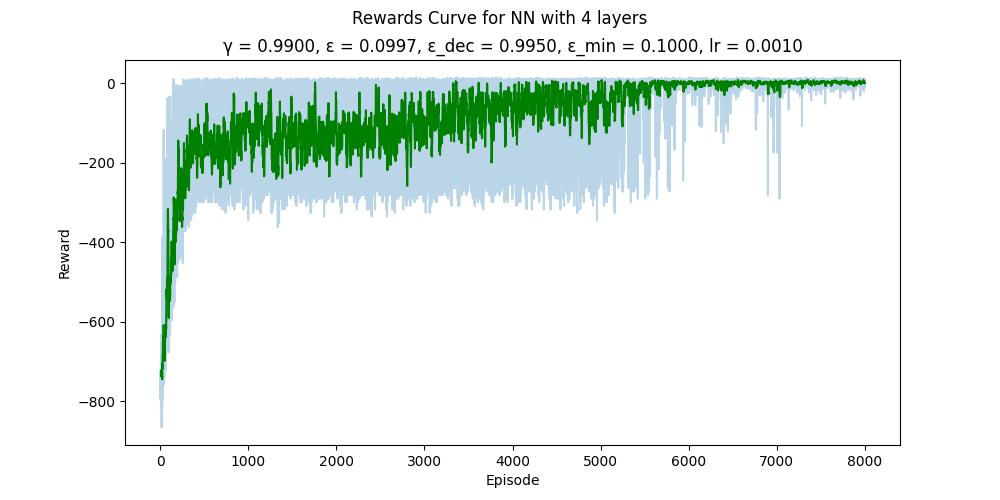 Rewards Curve for NN with 4 layers
γ = 0.9900, ε = 0.0997, ε_dec = 0.9950, ε_min = 0.1000, lr = 0.0010
0
−200
−400
−600
−800
Reward
0 1000 2000 3000 4000 5000 6000 7000 8000
Episode